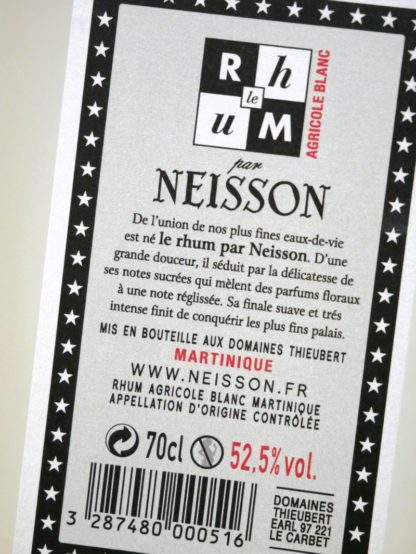 Rh
le
uM
AGRICOLE BLANC
par
NEISSON
De l'union de nos plus fines eaux-de-vie
est né le rhum par Neisson. D'une
grande douceur, il séduit par la délicatesse de
ses notes sucrées qui mèlent des parfums floraux
à une note réglissée. Sa finale suave et trés
intense finit de conquérir les plus fins palais.
MIS EN BOUTEILLE AUX DOMAINES THIEUBERT
MARTINIQUE
WWW.NEISSON.FR
RHUM AGRICOLE BLANC MARTINIQUE
APPELLATION D'ORIGINE CONTRÔLÉE
70cl 52,5% vol.
3 287480 000516
DOMAINES
THIEUBERT
EARL 97 221
LE CARBET